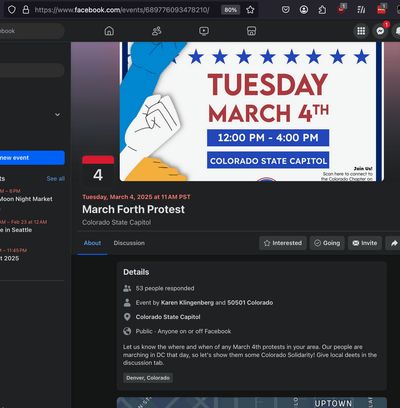 https://www.facebook.com/events/689776093478210/
80%
ebook
1
new event
ts
See all
– 8PM
Moon Night Market
AM – Feb 23 at 12AM
e in Seattle
AM – 11:45PM
st 2025
TUESDAY
MARCH 4TH
12:00 PM - 4:00 PM
COLORADO STATE CAPITOL
Join Us!
Scan here to connect to
the Colorado Chapter on
4
Tuesday, March 4, 2025 at 11AM PST
March Forth Protest
Colorado State Capitol
About
Discussion
Interested
Going
Invite
Details
53 people responded
Event by Karen Klingenberg and 50501 Colorado
Colorado State Capitol
Public · Anyone on or off Facebook
Let us know the where and when of any March 4th protests in your area. Our people are
marching in DC that day, so let's show them some Colorado Solidarity! Give local deets in the
discussion tab.
Denver, Colorado
UPTOWN